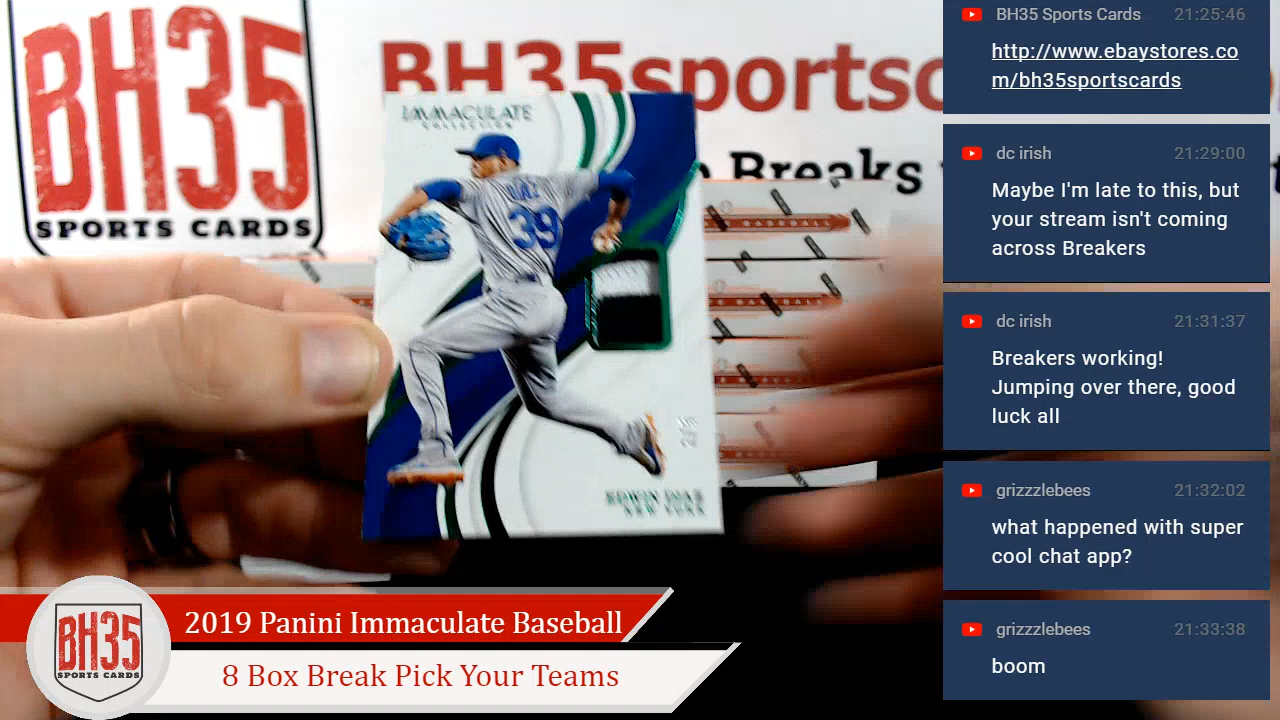 BH35
SPORTS CARDS
BH35sportsc
Breaks
IMMACULATE
COLLECTION
DIAZ
39
BASEBALL
EDWIN DIAZ
NEW YORK
BH35
SPORTS CARDS
2019 Panini Immaculate Baseball
8 Box Break Pick Your Teams
BH35 Sports Cards 21:25:46
http://www.ebaystores.co
m/bh35sportscards
dc irish 21:29:00
Maybe I'm late to this, but
your stream isn't coming
across Breakers
dc irish 21:31:37
Breakers working!
Jumping over there, good
luck all
grizzzlebees 21:32:02
what happened with super
cool chat app?
grizzzlebees 21:33:38
boom